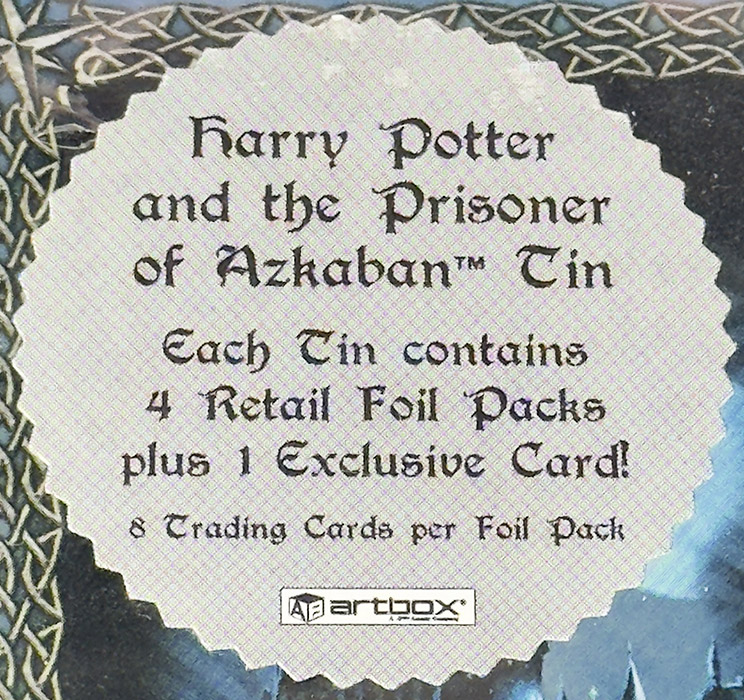 Harry Potter
and the Prisoner
of Azkaban™ Tin
Each Tin contains
4 Retail Foil Packs
plus 1 Exclusive Card!
8 Trading Cards per Foil Pack
artbox®